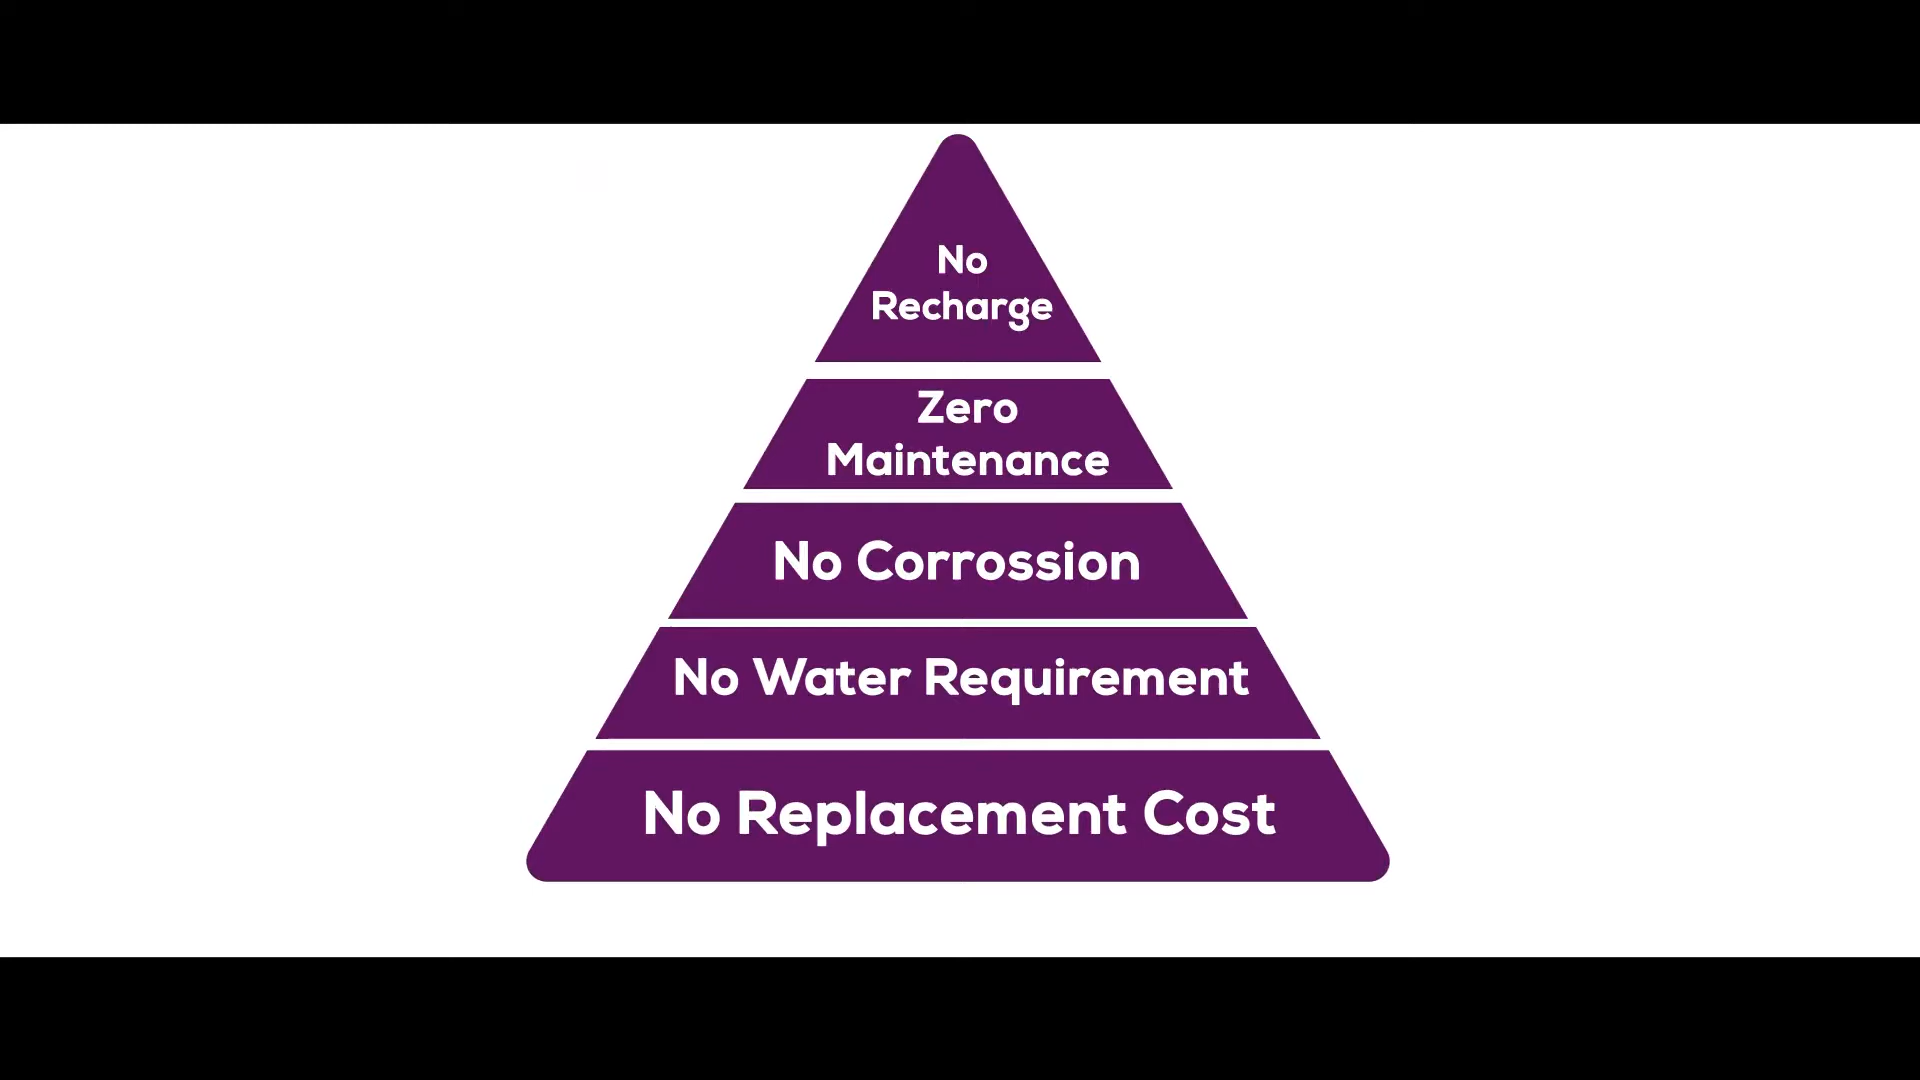 No
Recharge
Zero
Maintenance
No Corrossion
No Water Requirement
No Replacement Cost